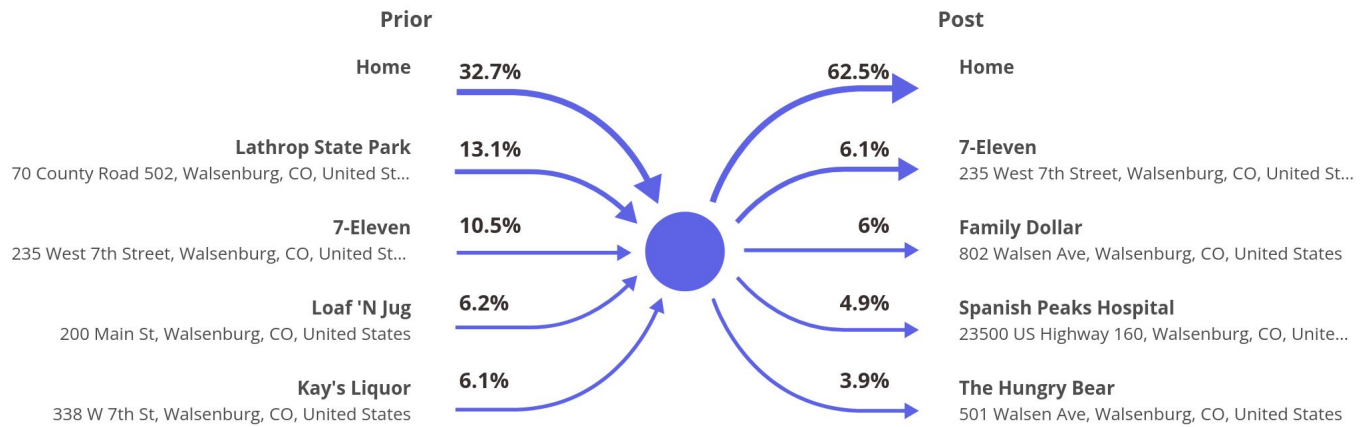 Prior
Post
Home
32.7%
62.5%
Home
Lathrop State Park
70 County Road 502, Walsenburg, CO, United St...
13.1%
6.1%
7-Eleven
235 West 7th Street, Walsenburg, CO, United St...
7-Eleven
235 West 7th Street, Walsenburg, CO, United St...
10.5%
6%
Family Dollar
802 Walsen Ave, Walsenburg, CO, United States
Loaf 'N Jug
200 Main St, Walsenburg, CO, United States
6.2%
4.9%
Spanish Peaks Hospital
23500 US Highway 160, Walsenburg, CO, Unite...
Kay's Liquor
338 W 7th St, Walsenburg, CO, United States
6.1%
3.9%
The Hungry Bear
501 Walsen Ave, Walsenburg, CO, United States